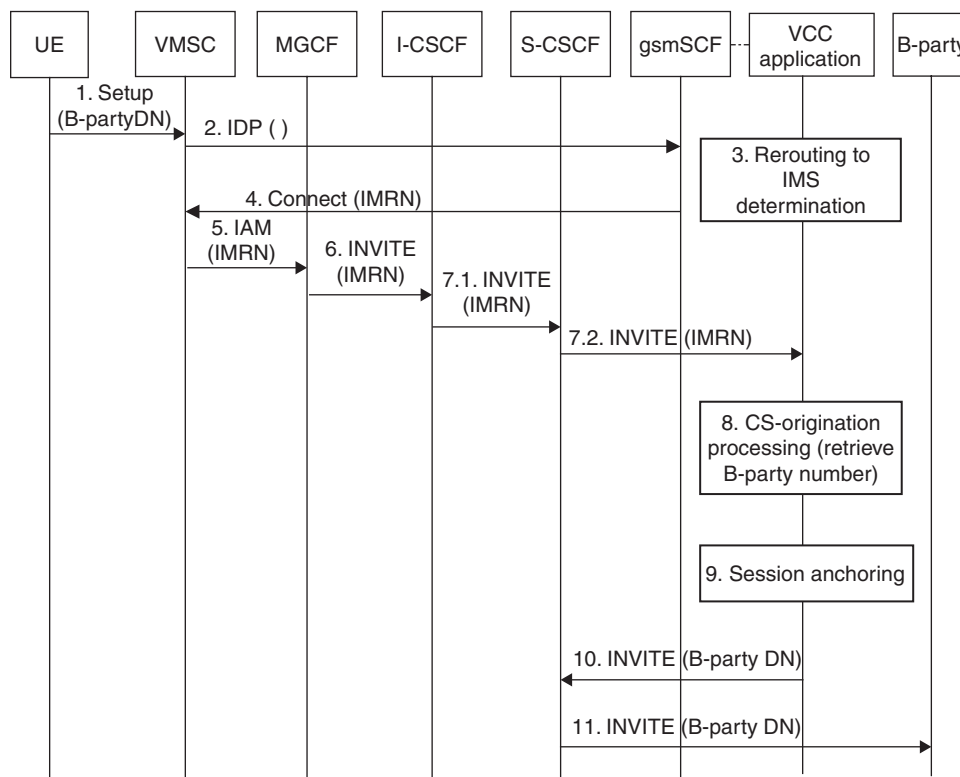 UE
VMSC
MGCF
I-CSCF
S-CSCF
gsmSCF
VCC
application
B-party
1. Setup
(B-partyDN)
2. IDP ( )
3. Rerouting to
IMS
determination
4. Connect (IMRN)
5. IAM
(IMRN)
6. INVITE
(IMRN)
7.1. INVITE
(IMRN)
7.2. INVITE (IMRN)
8. CS-origination
processing (retrieve
B-party number)
9. Session anchoring
10. INVITE (B-party DN)
11. INVITE (B-party DN)